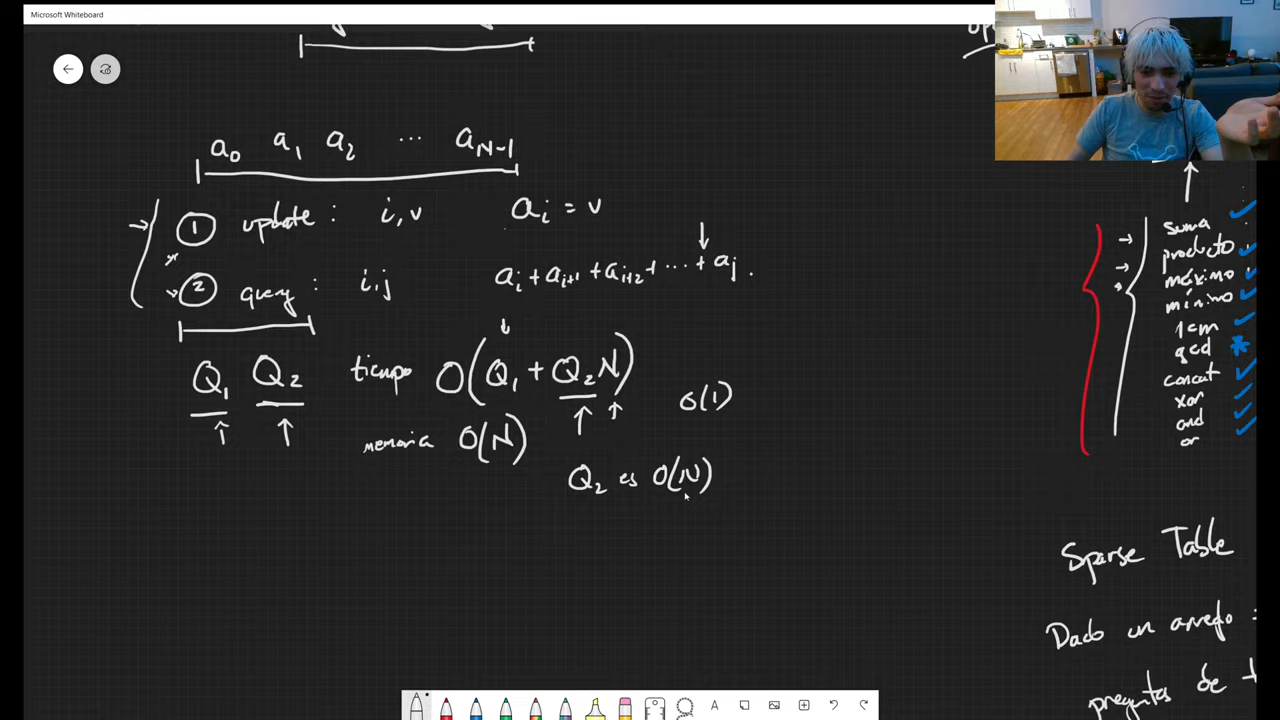 Microsoft Whiteboard
a0 a1 a2 ... aN-1
1 update : i,v ai = v
2 query : i,j ai + ai+1 + ai+2 + ... + aj .
Q1 Q2 tiempo O(Q1 + Q2N) O(1)
memoria O(N)
Q2 es O(N)
suma
producto
máximo
mínimo
lcm
gcd *
concat
xor
and
or
Sparse Table
Dado un arreglo :
preguntas de